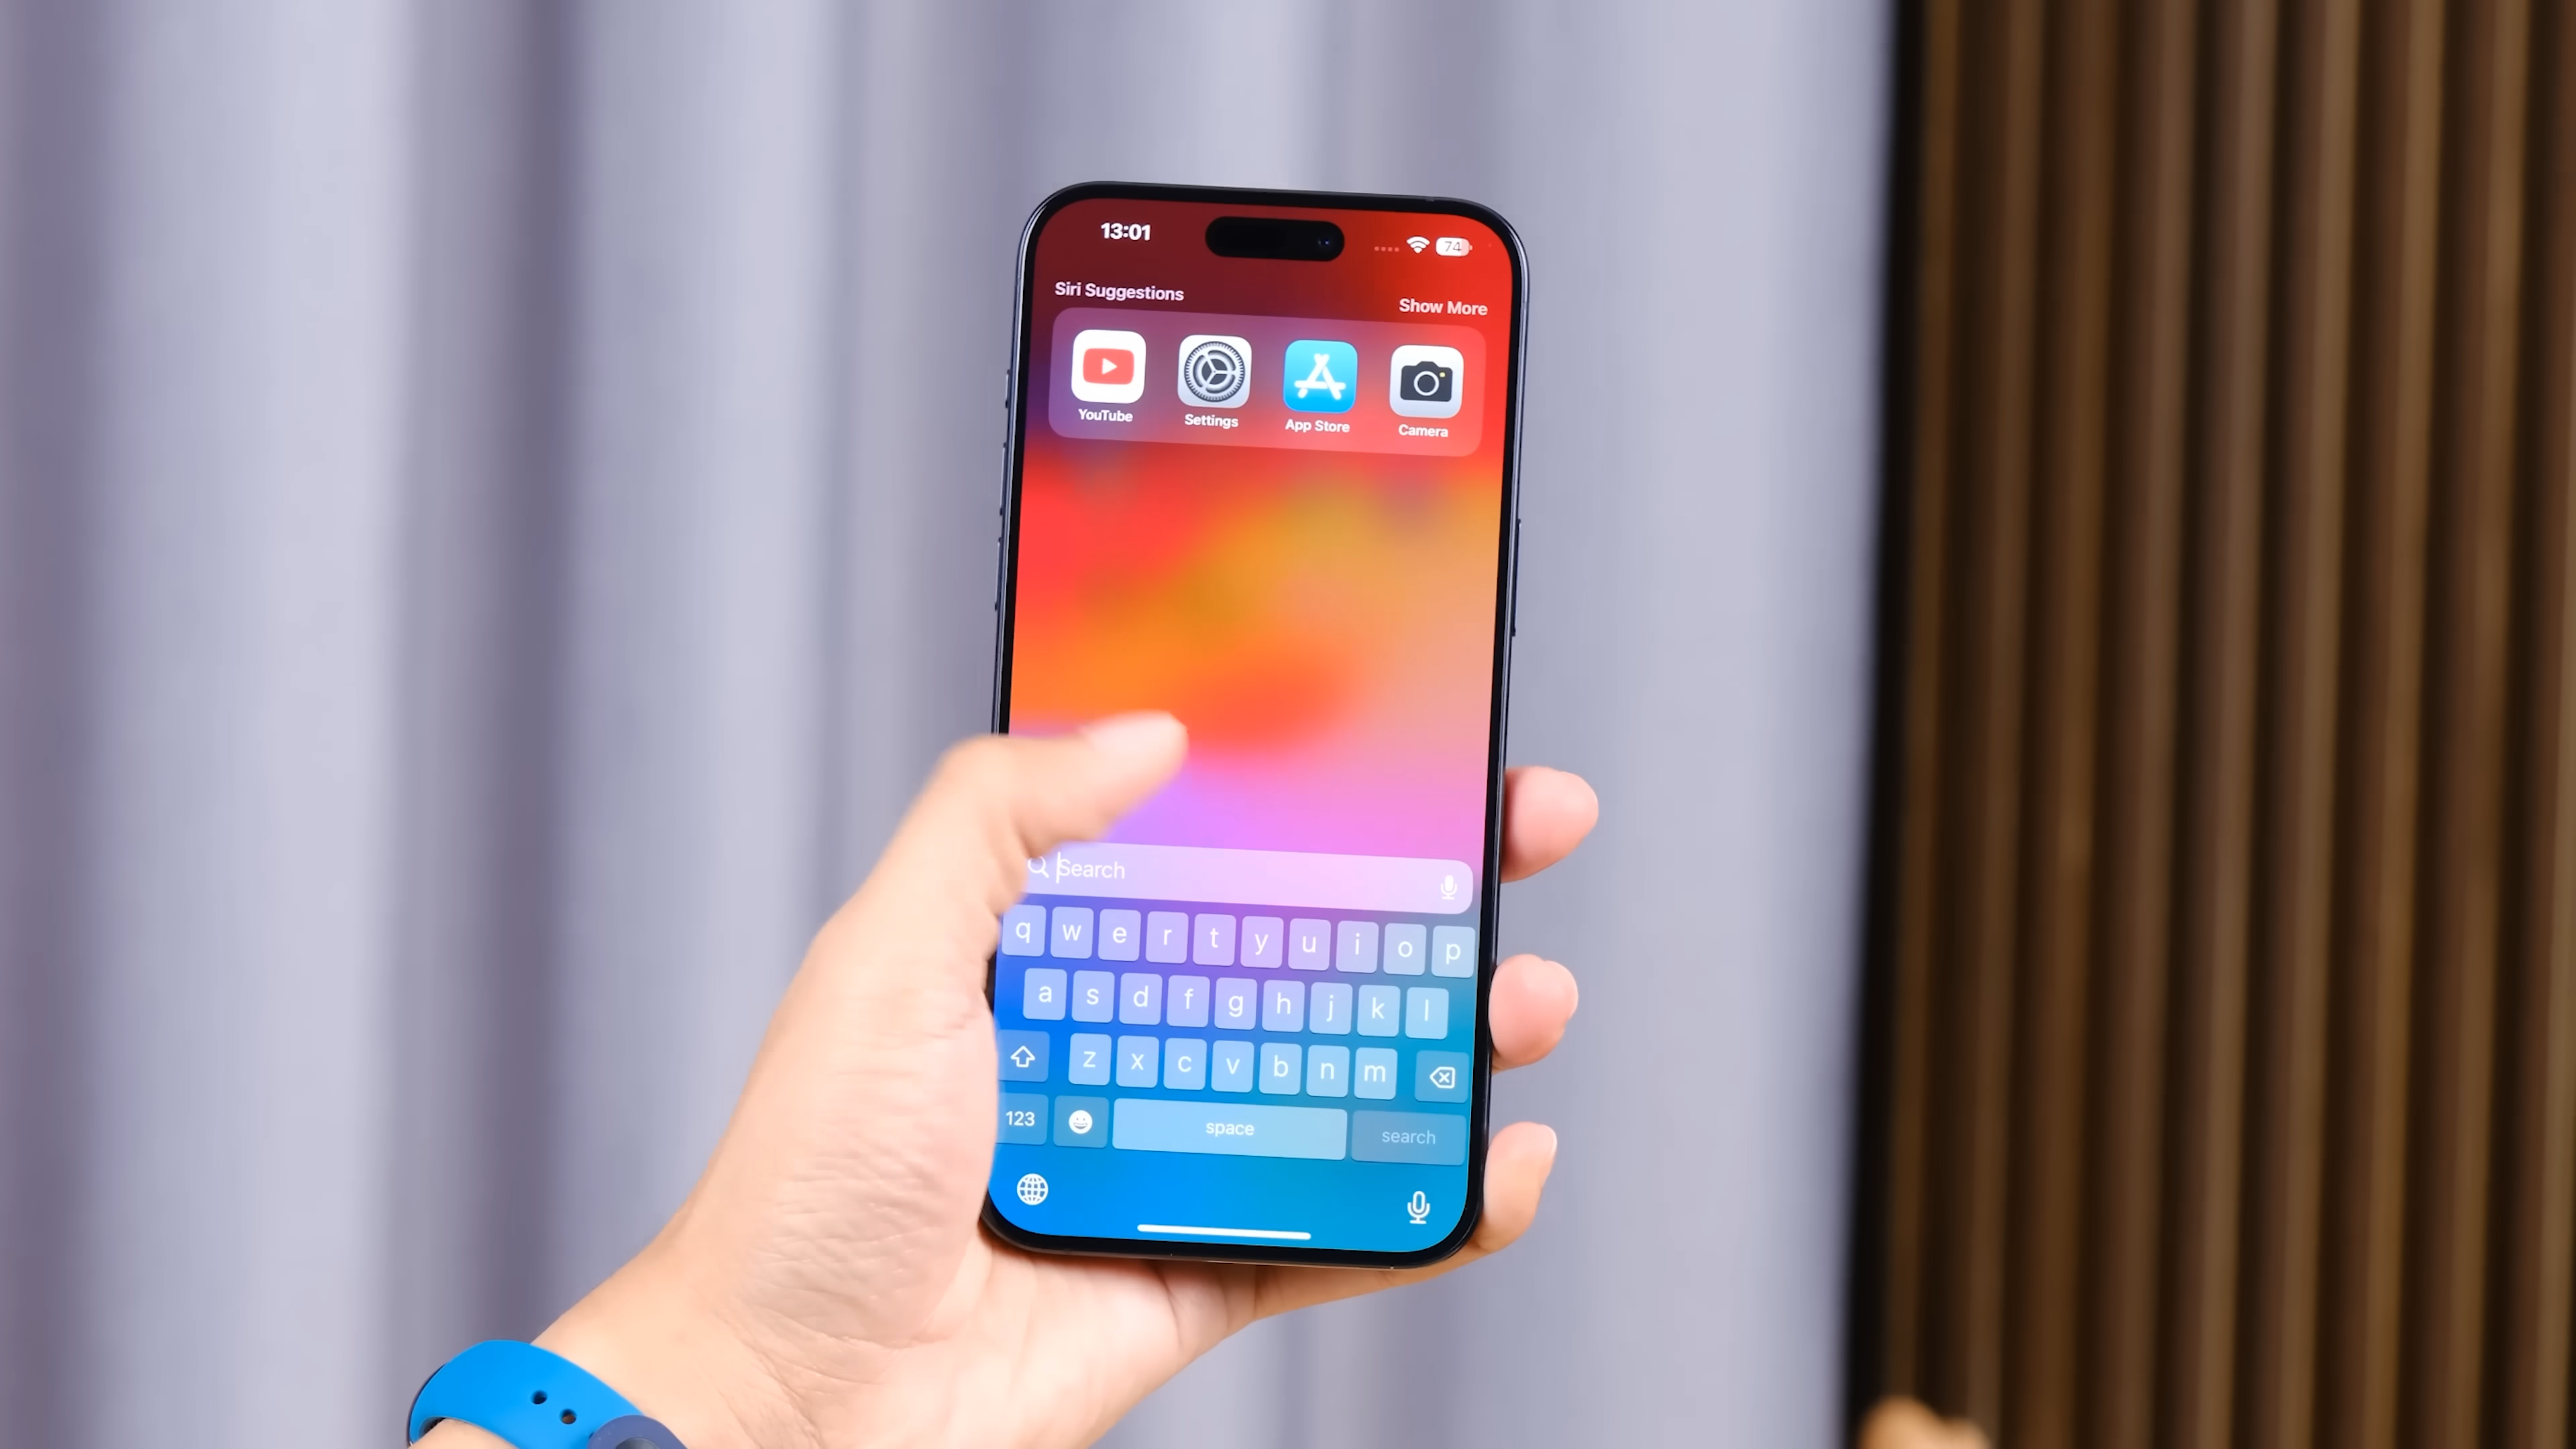 13:01
74
Siri Suggestions
Show More
YouTube
Settings
App Store
Camera
Search
q w e r t y u i o p
a s d f g h j k l
z x c v b n m
123
space
search